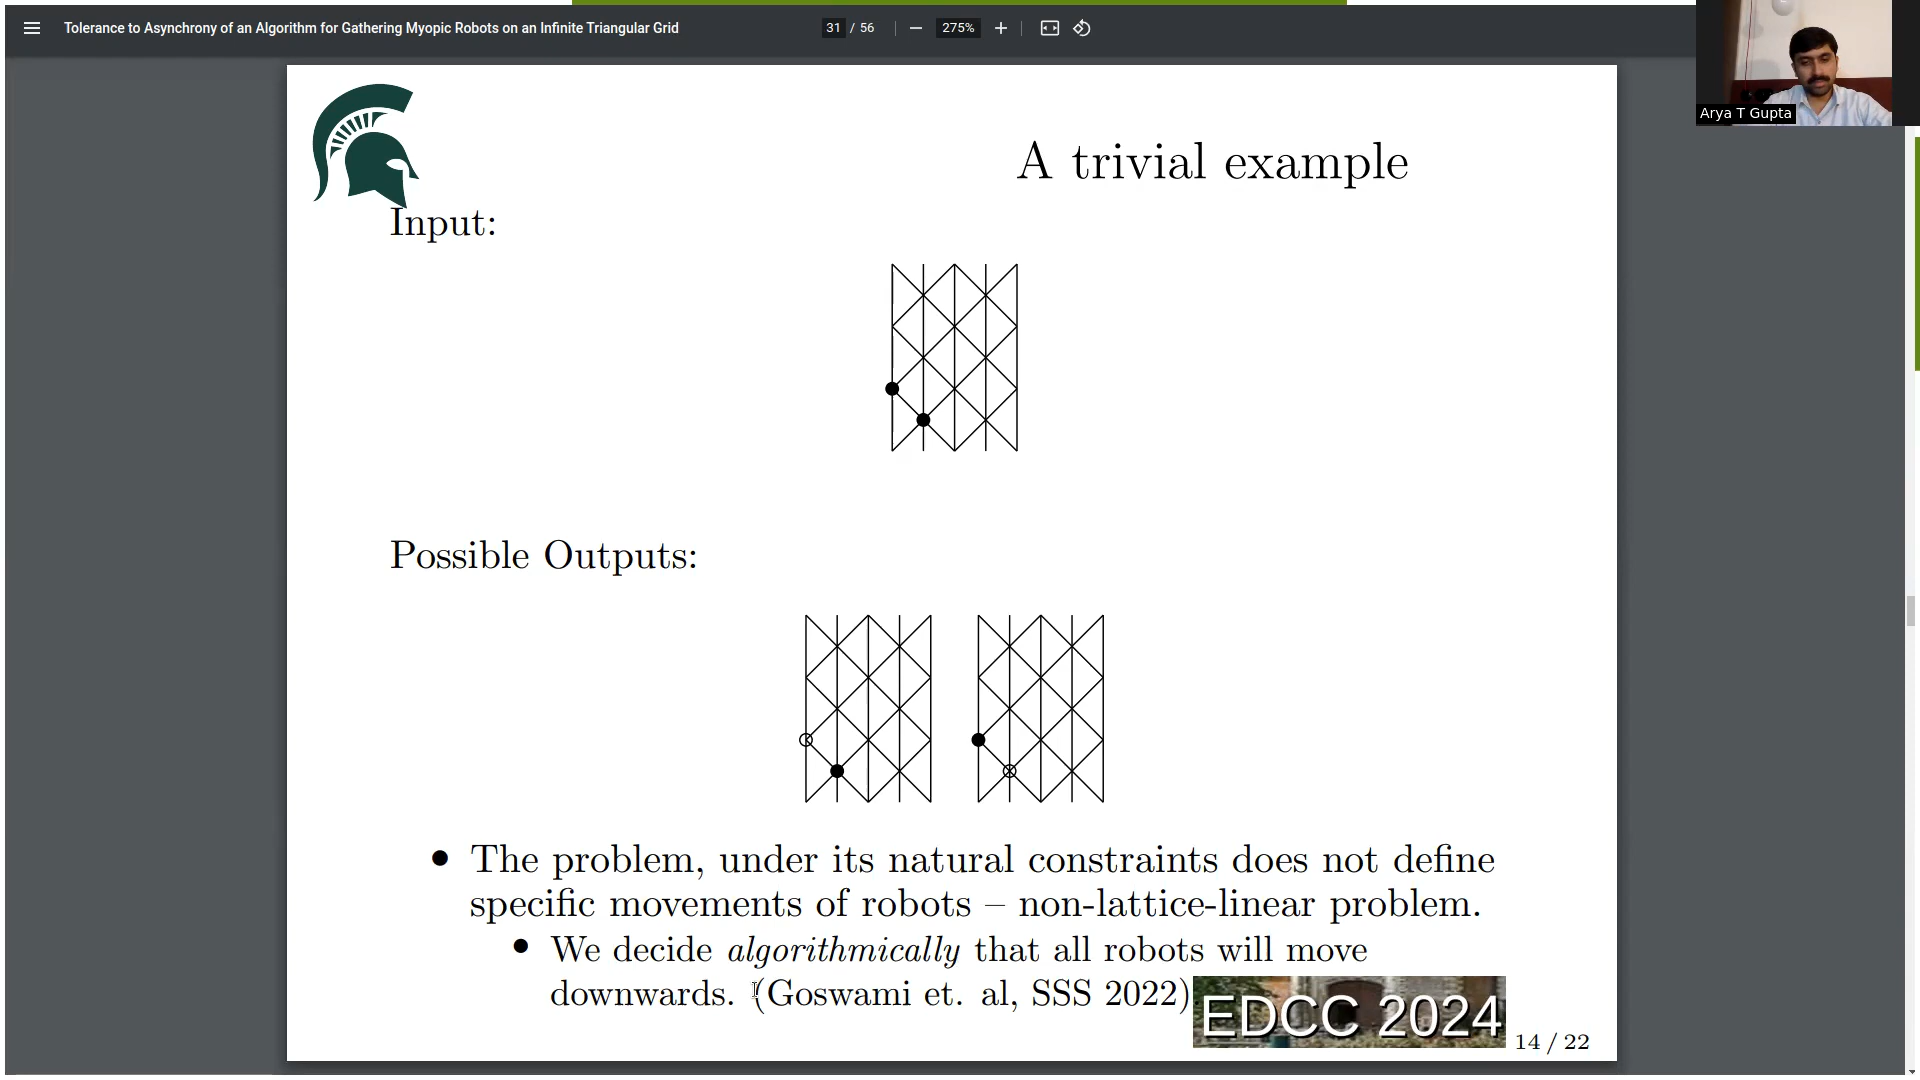 Tolerance to Asynchrony of an Algorithm for Gathering Myopic Robots on an Infinite Triangular Grid
31 / 56
275%
Arya T Gupta
A trivial example
Input:
Possible Outputs:
The problem, under its natural constraints does not define
specific movements of robots – non-lattice-linear problem.
We decide algorithmically that all robots will move
downwards. (Goswami et. al, SSS 2022)
EDCC 2024
14 / 22